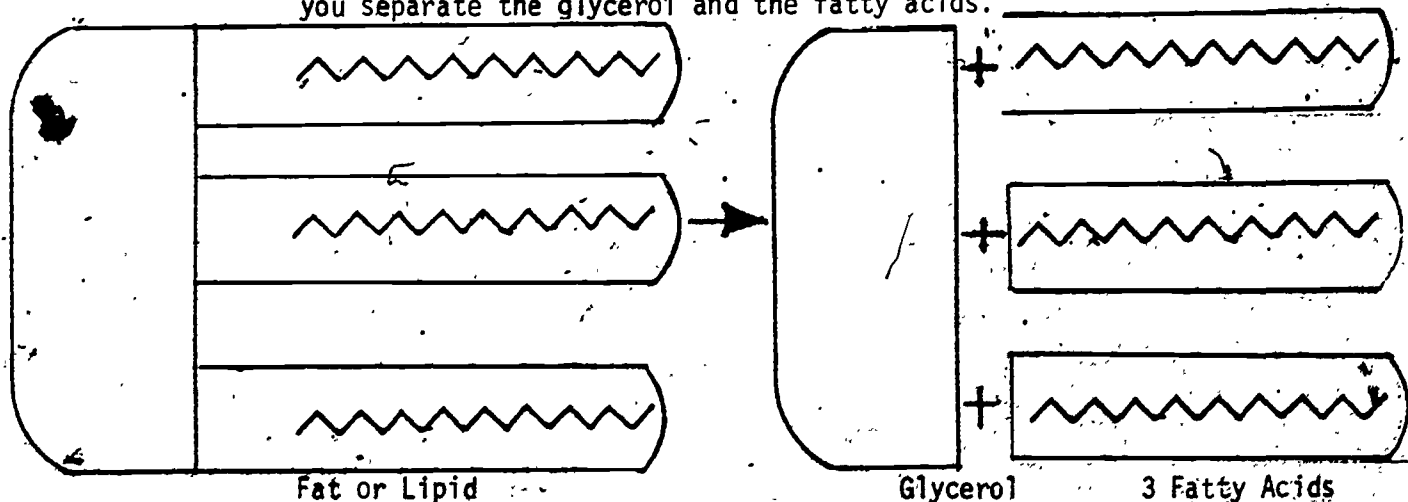 you separate the glycerol and the fatty acids.
+
+
+
Fat or Lipid Glycerol 3 Fatty Acids